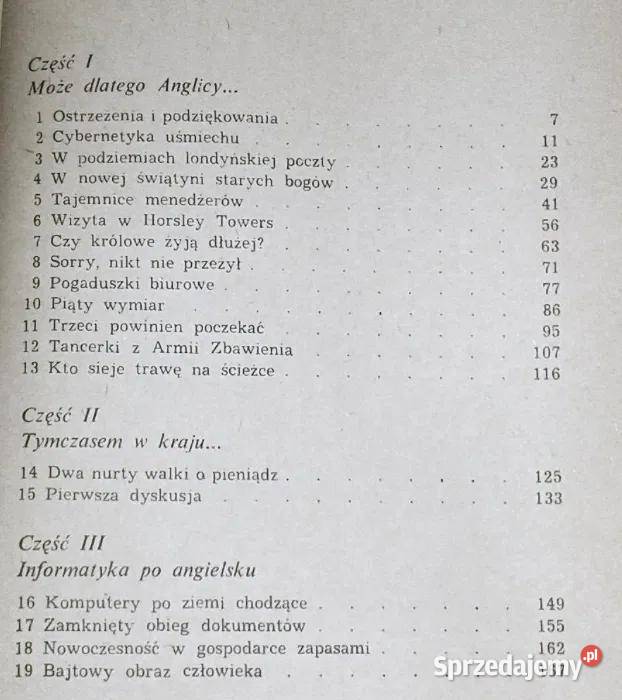 Część I
Może dlatego Anglicy...
1 Ostrzeżenia i podziękowania . . . . . . . 7
2 Cybernetyka uśmiechu . . . . . . . 11
3 W podziemiach londyńskiej poczty . . . . . . 23
4 W nowej świątyni starych bogów . . . . . . 29
5 Tajemnice menedżerów . . . . . . . 41
6 Wizyta w Horsley Towers . . . . . . . 56
7 Czy królowe żyją dłużej? . . . . . . . 63
8 Sorry, nikt nie przeżył . . . . . . . 71
9 Pogaduszki biurowe . . . . . . . . 77
10 Piąty wymiar . . . . . . . . 86
11 Trzeci powinien poczekać . . . . . . . 95
12 Tancerki z Armii Zbawienia . . . . . . 107
13 Kto sieje trawę na ścieżce . . . . . . . 116
Część II
Tymczasem w kraju...
14 Dwa nurty walki o pieniądz . . . . . . . 125
15 Pierwsza dyskusja . . . . . . . . 133
Część III
Informatyka po angielsku
16 Komputery po ziemi chodzące . . . . . . 149
17 Zamknięty obieg dokumentów . . . . . . 155
18 Nowoczesność w gospodarce zapasami . . . . . 162
19 Bajtowy obraz człowieka . . . . .
Sprzedajemy.pl